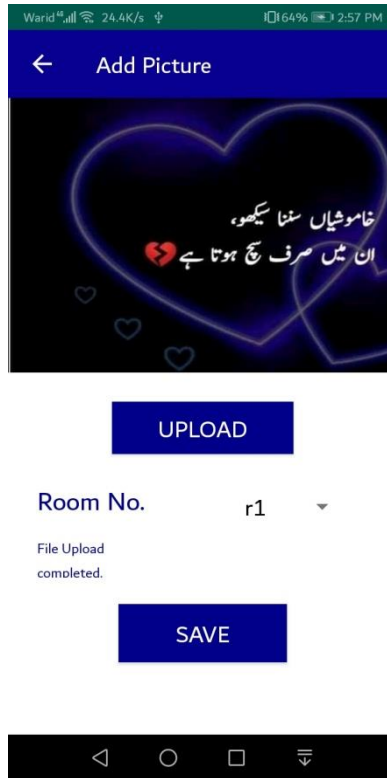 Warid 4G 24.4K/s 64% 2:57 PM
Add Picture
خاموشیاں سننا سیکھو،
ان میں صرف سچ ہوتا ہے 💔
UPLOAD
Room No. r1
File Upload
completed.
SAVE